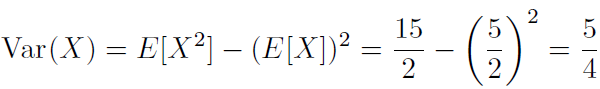 Var(X) = E[X²] − (E[X])² = 15/2 − (5/2)² = 5/4